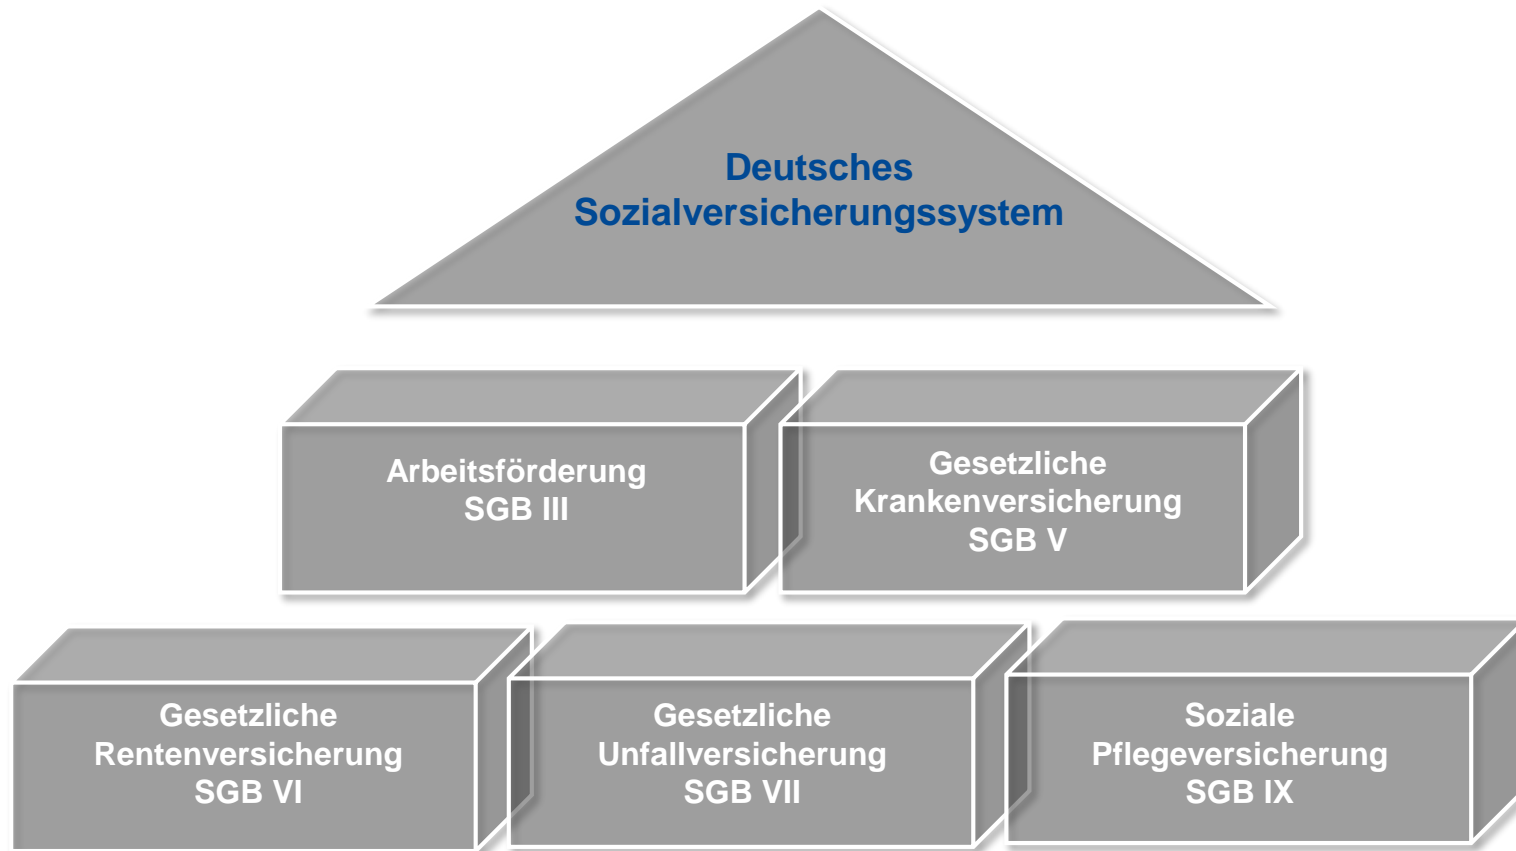 Deutsches
Sozialversicherungssystem
Arbeitsförderung
SGB III
Gesetzliche
Krankenversicherung
SGB V
Gesetzliche
Rentenversicherung
SGB VI
Gesetzliche
Unfallversicherung
SGB VII
Soziale
Pflegeversicherung
SGB IX